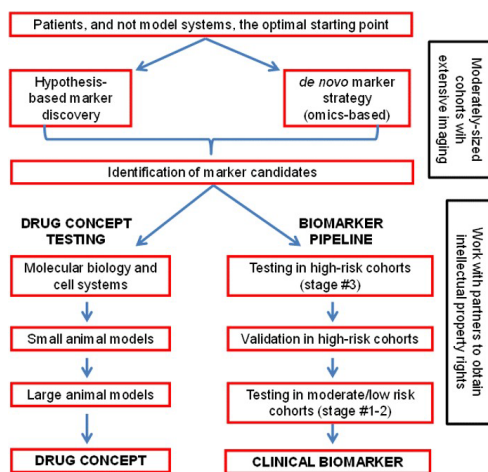 Patients, and not model systems, the optimal starting point
Hypothesis-
based marker
discovery
de novo marker
strategy
(omics-based)
Moderately-sized
cohorts wih
extensive imaging
Identification of marker candidates
DRUG CONCEPT
TESTING
BIOMARKER
PIPELINE
Molecular biology and
cell systems
Testing in high-risk cohorts
(stage #3)
Small animal models
Validation in high-risk cohorts
Large animal models
Testing in moderate/low risk
cohorts (stage #1-2)
Work with partners to obtain
intellectual property rights
DRUG CONCEPT
CLINICAL BIOMARKER